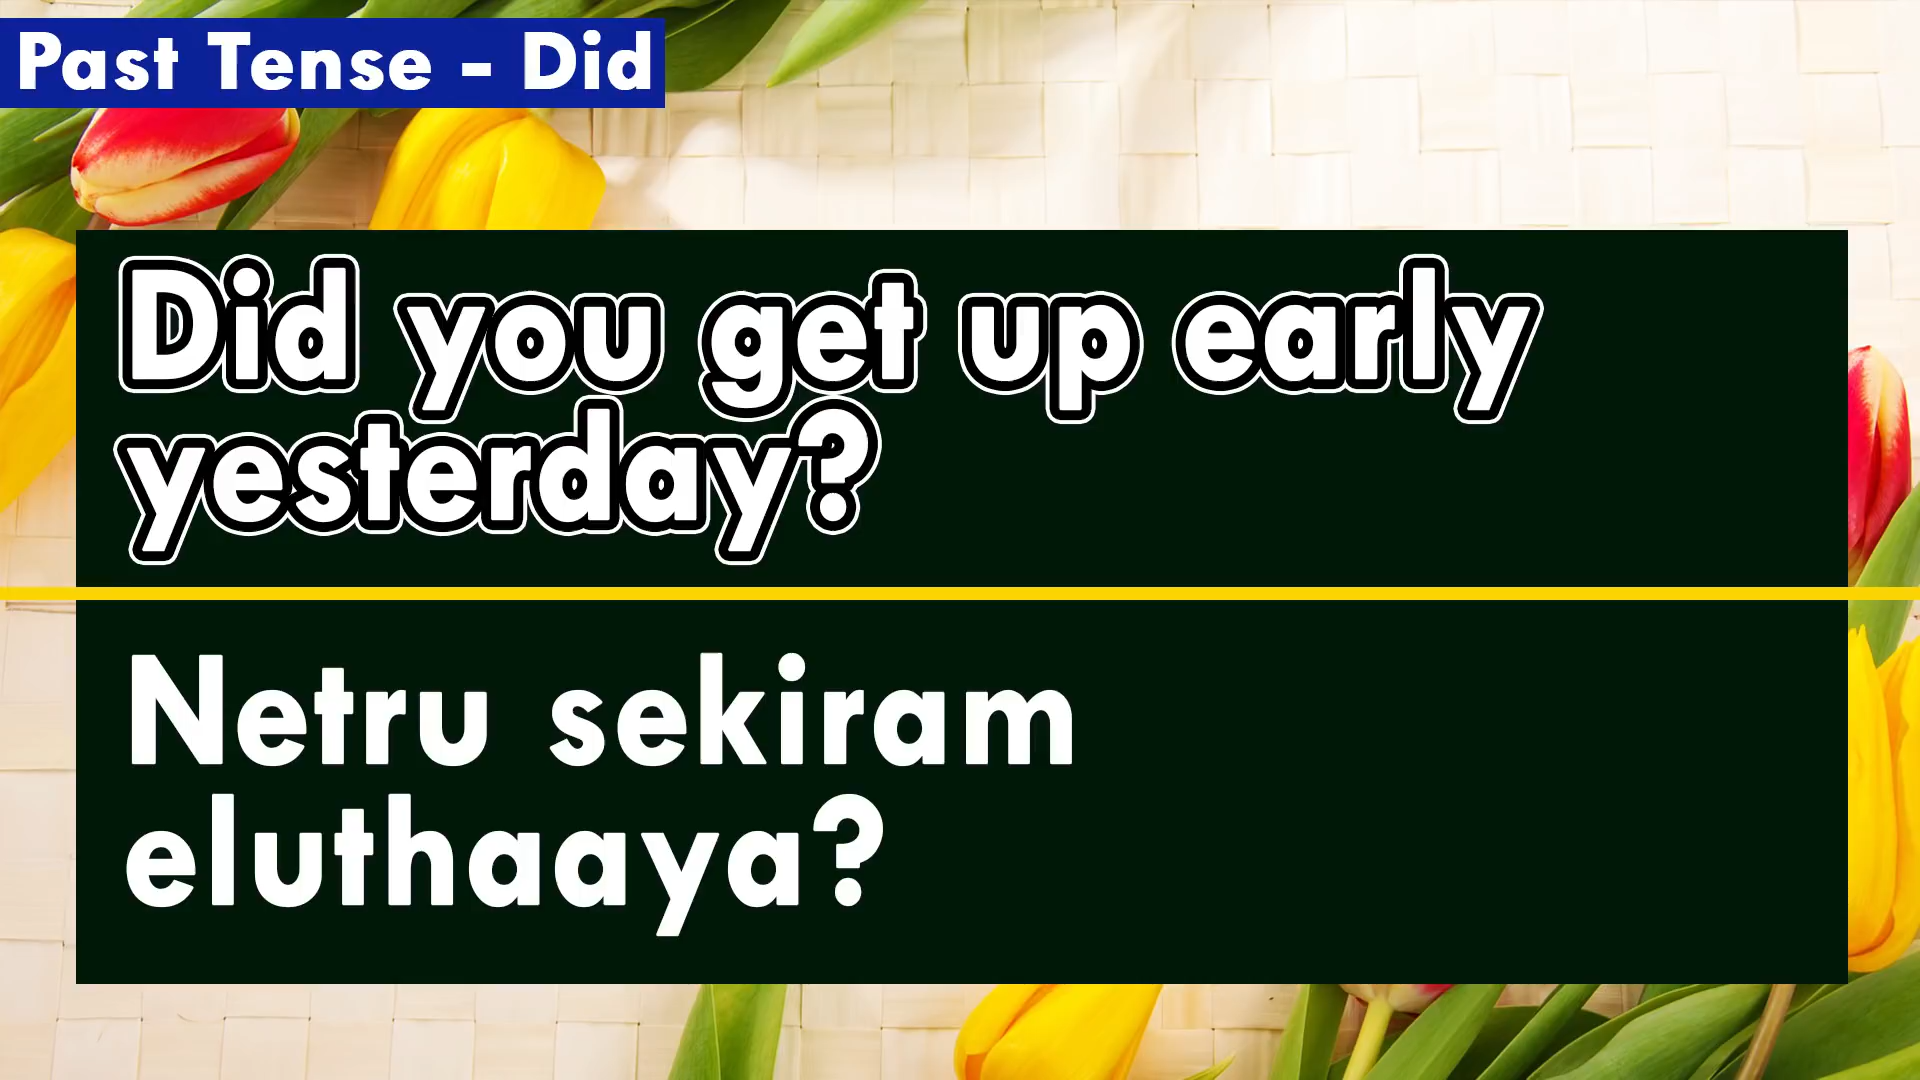 Past Tense - Did
Did you get up early
yesterday?
Netru sekiram
eluthaaya?